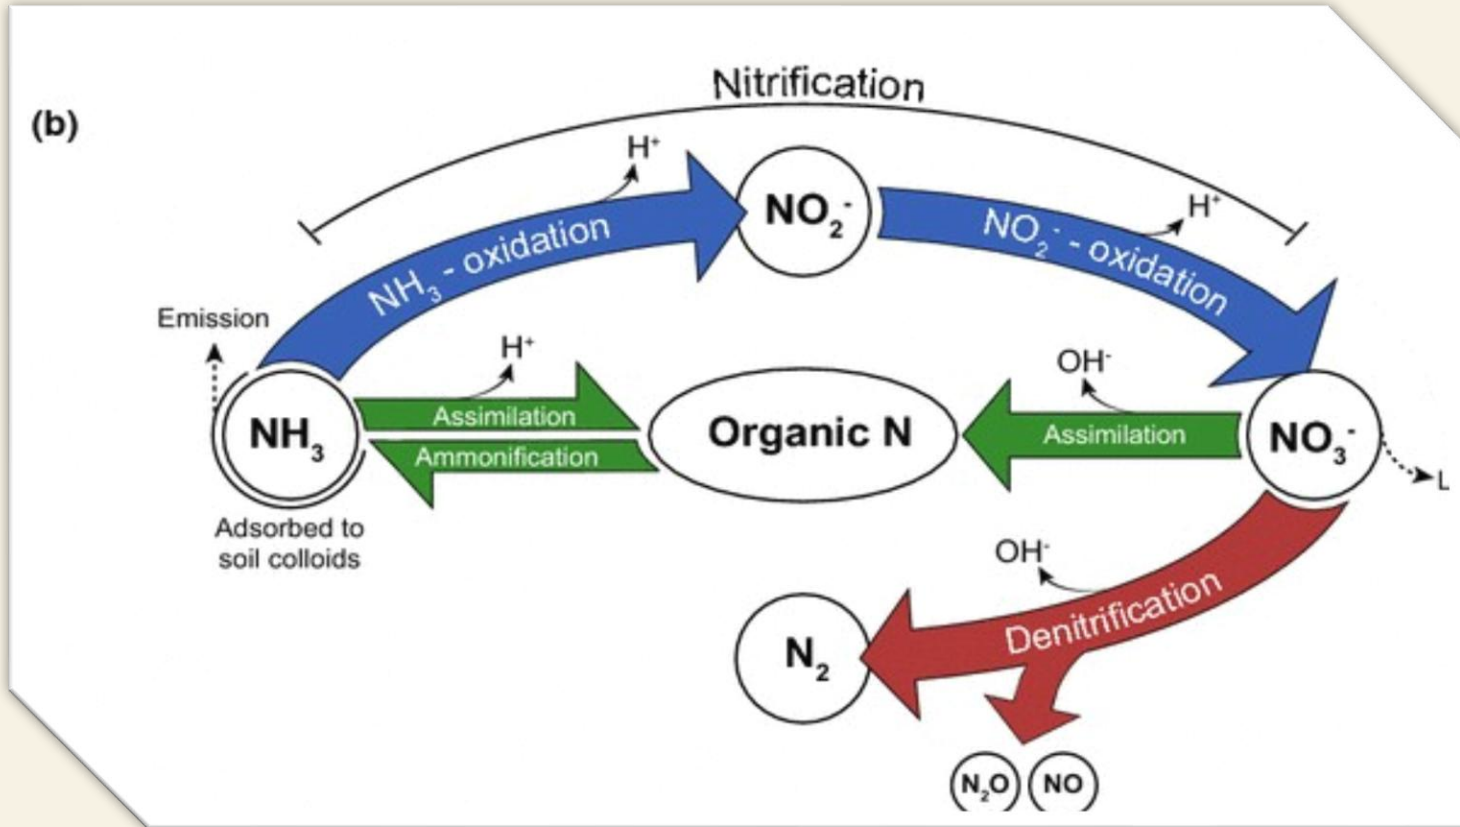 Nitrification
(b)
H⁺
NO₂⁻
H⁺
NH₃ - oxidation
NO₂⁻ - oxidation
Emission
H⁺
OH⁻
NH₃
Assimilation
Ammonification
Organic N
Assimilation
NO₃⁻
L
Adsorbed to
soil colloids
OH⁻
Denitrification
N₂
N₂O
NO